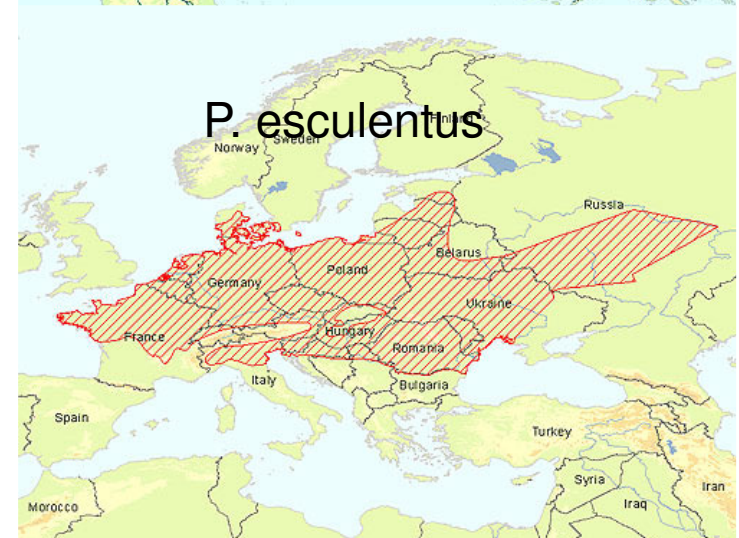 P. esculentus
Finland
Norway
Sweden
Russia
Belarus
Poland
Germany
Ukraine
France
Hungary
Romania
Italy
Bulgaria
Spain
Turkey
Syria
Iran
Iraq
Morocco